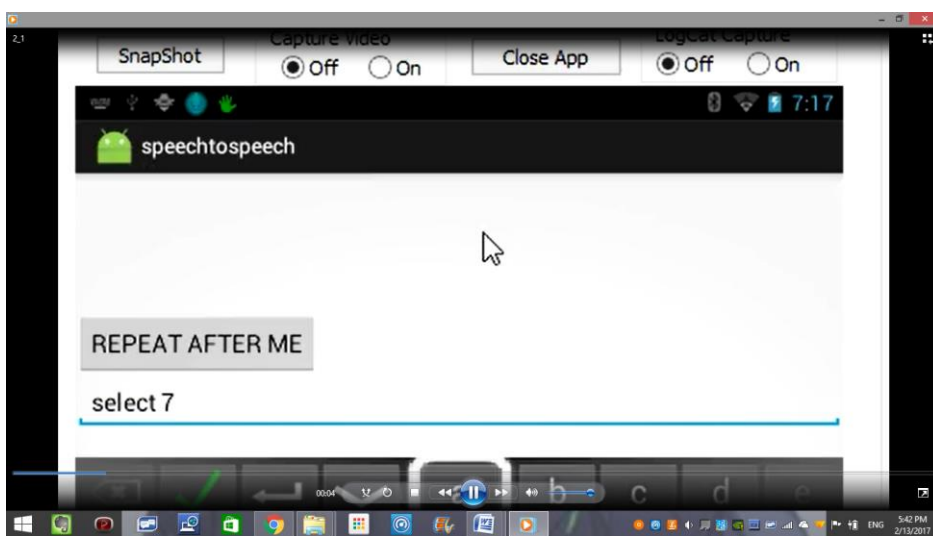 2_1
Capture Video
LogCat Capture
SnapShot
Off
On
Close App
Off
On
7:17
speechtospeech
REPEAT AFTER ME
select 7
a
b
c
d
e
00:04
ENG
5:42 PM
2/13/2017